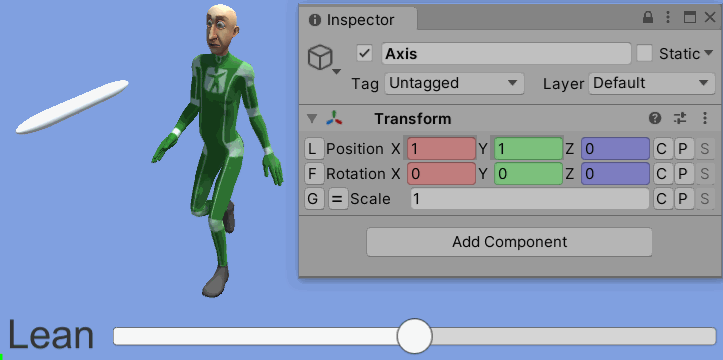 Inspector
Axis
Static
Tag Untagged Layer Default
Transform
L Position X 1 Y 1 Z 0 C P S
F Rotation X 0 Y 0 Z 0 C P S
G = Scale 1 C P S
Add Component
Lean